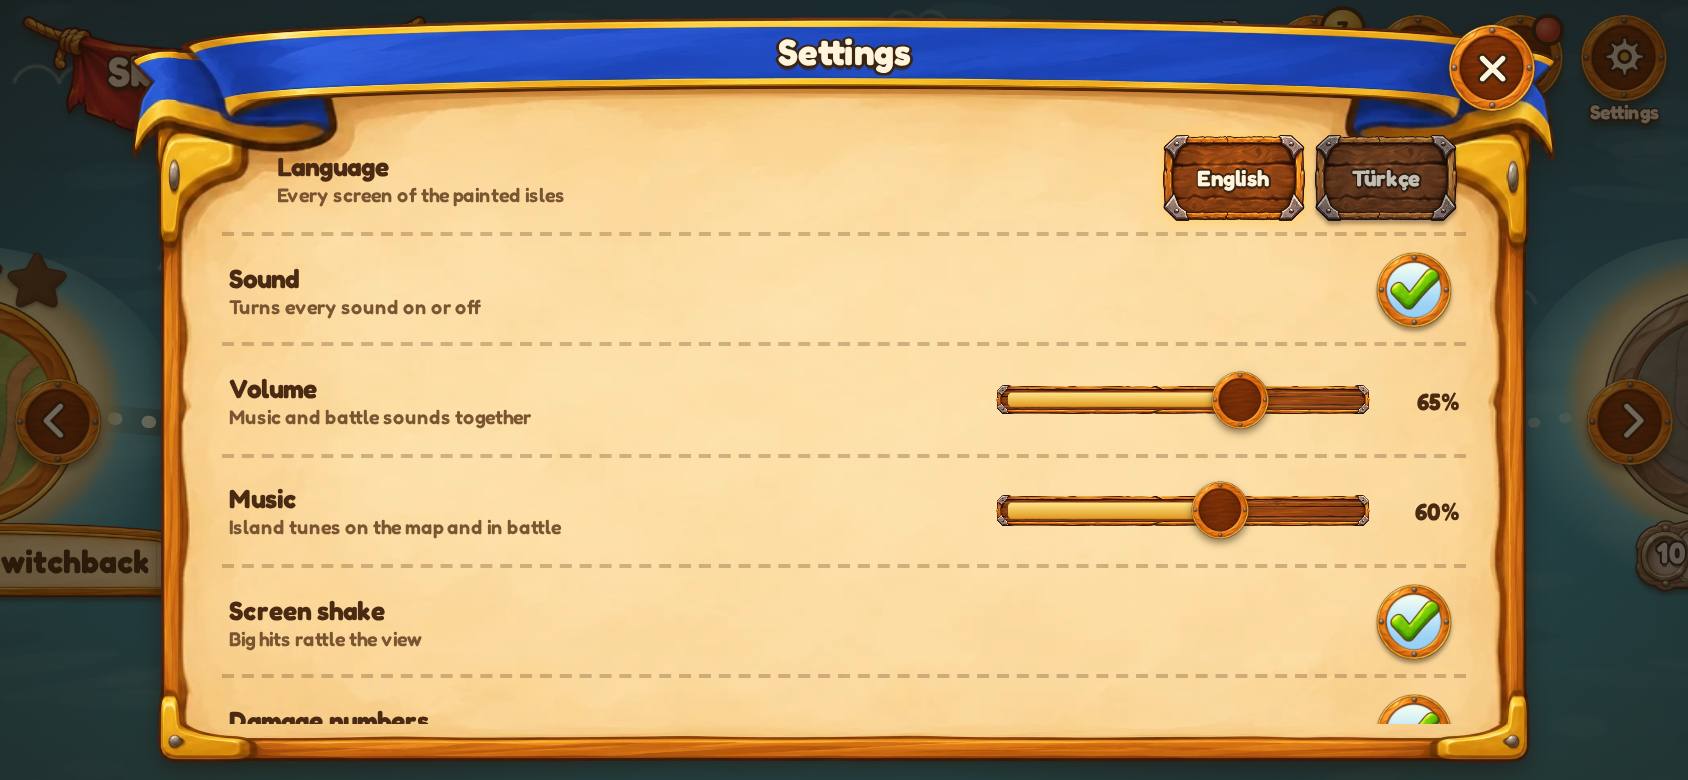 Settings
Settings
Language
Every screen of the painted isles
English
Türkçe
Sound
Turns every sound on or off
Volume
Music and battle sounds together
65%
Music
Island tunes on the map and in battle
60%
witchback
10
Screen shake
Big hits rattle the view
Damage numbers